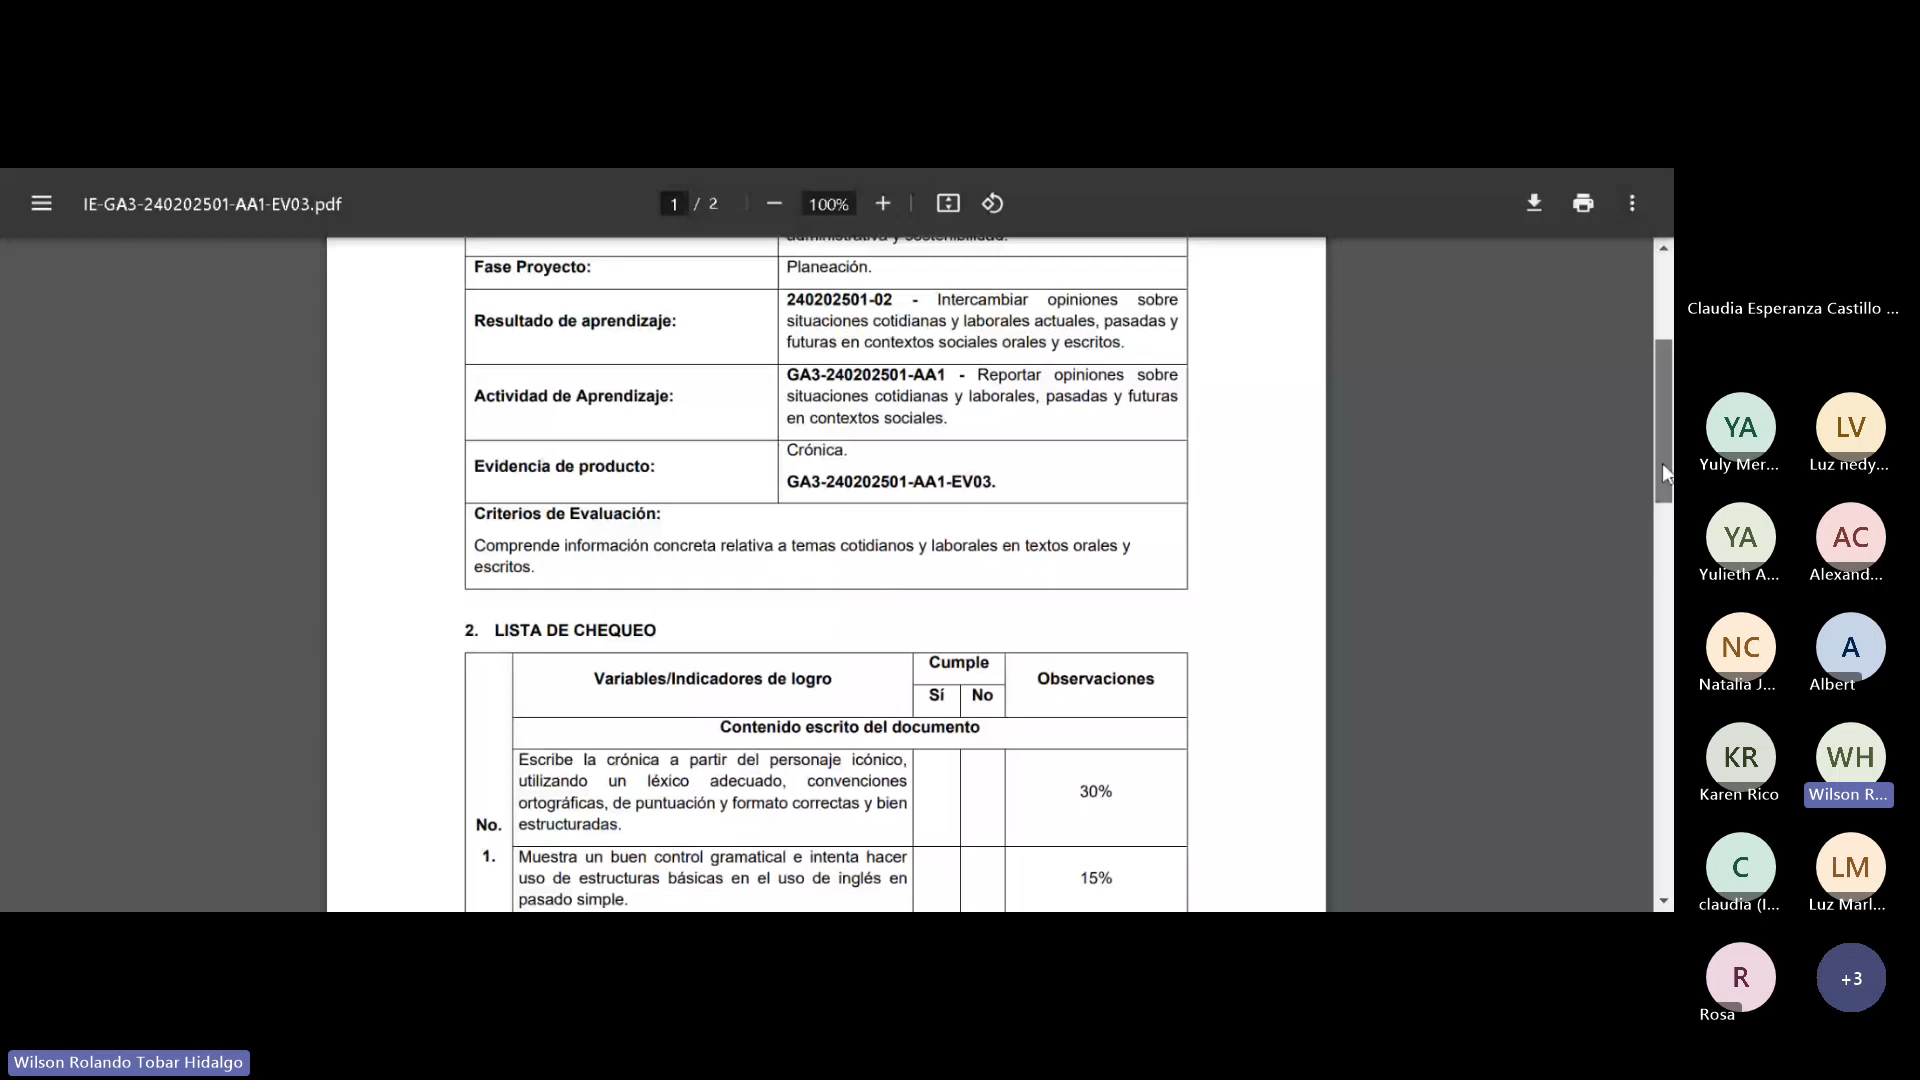 IE-GA3-240202501-AA1-EV03.pdf
1 / 2
100%
administrativa y sostenibilidad.
Fase Proyecto:
Planeación.
Resultado de aprendizaje:
240202501-02 - Intercambiar opiniones sobre
situaciones cotidianas y laborales actuales, pasadas y
futuras en contextos sociales orales y escritos.
Actividad de Aprendizaje:
GA3-240202501-AA1 - Reportar opiniones sobre
situaciones cotidianas y laborales, pasadas y futuras
en contextos sociales.
Evidencia de producto:
Crónica.
GA3-240202501-AA1-EV03.
Criterios de Evaluación:
Comprende información concreta relativa a temas cotidianos y laborales en textos orales y
escritos.
2. LISTA DE CHEQUEO
Variables/Indicadores de logro
Cumple
Sí No
Observaciones
Contenido escrito del documento
Escribe la crónica a partir del personaje icónico,
utilizando un léxico adecuado, convenciones
ortográficas, de puntuación y formato correctas y bien
estructuradas.
30%
No.
1.
Muestra un buen control gramatical e intenta hacer
uso de estructuras básicas en el uso de inglés en
pasado simple.
15%
Claudia Esperanza Castillo ...
YA
Yuly Mer...
LV
Luz nedy...
YA
Yulieth A...
AC
Alexand...
NC
Natalia J...
A
Albert
KR
Karen Rico
WH
Wilson R...
C
claudia (I...
LM
Luz Marl...
R
Rosa
+3
Wilson Rolando Tobar Hidalgo